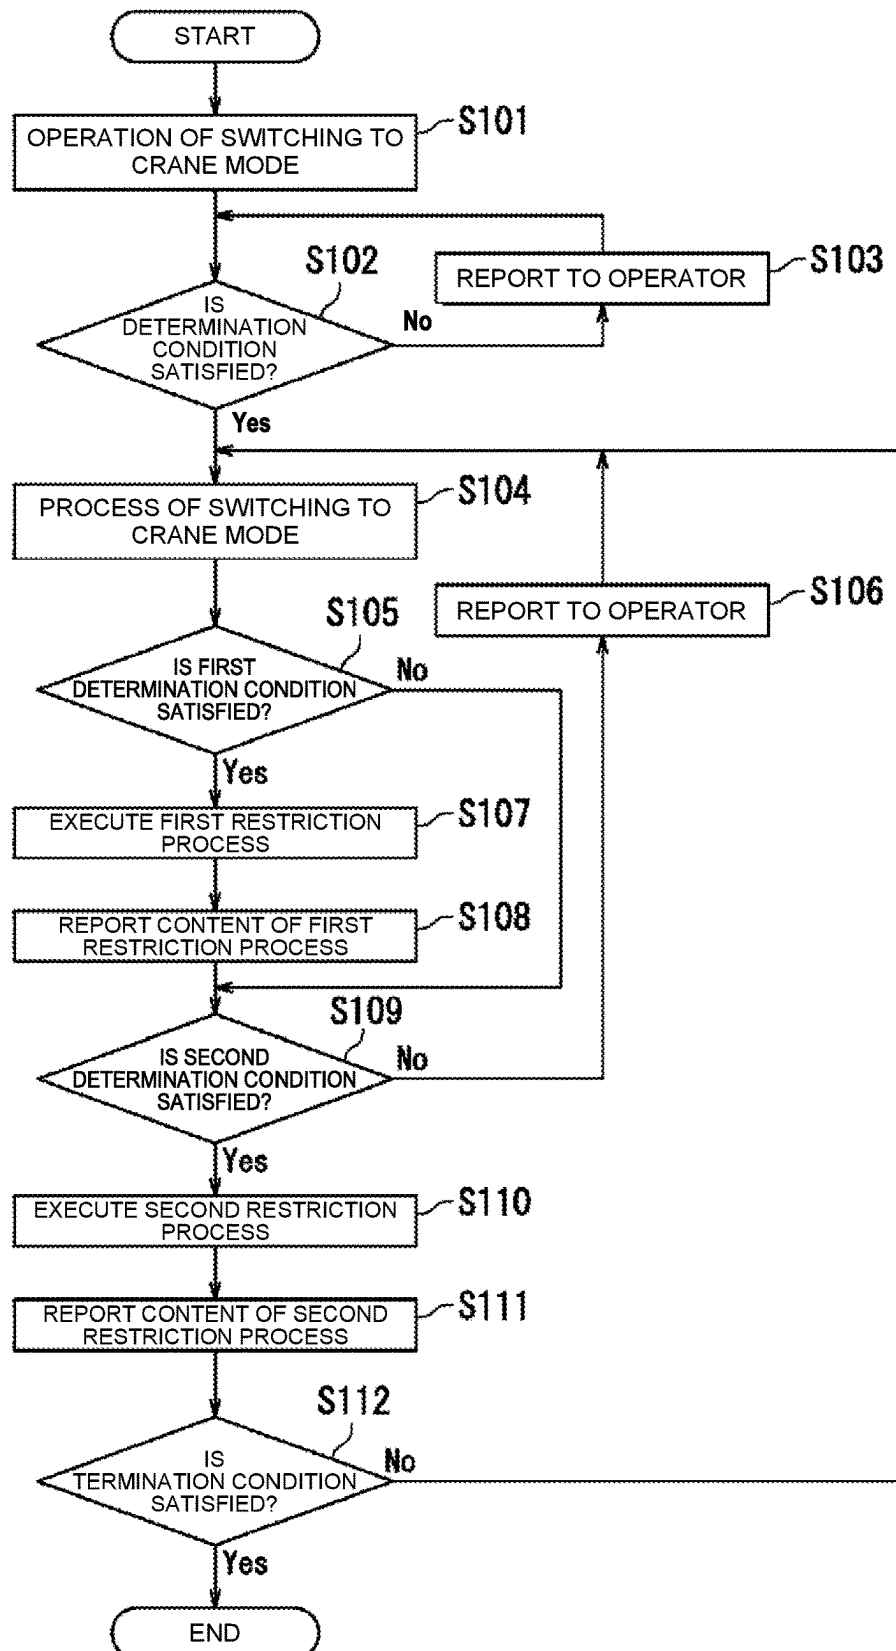 START
OPERATION OF SWITCHING TO
CRANE MODE
S101
S102
IS
DETERMINATION
CONDITION
SATISFIED?
No
REPORT TO OPERATOR
S103
Yes
PROCESS OF SWITCHING TO
CRANE MODE
S104
S105
IS FIRST
DETERMINATION CONDITION
SATISFIED?
No
REPORT TO OPERATOR
S106
Yes
EXECUTE FIRST RESTRICTION
PROCESS
S107
REPORT CONTENT OF FIRST
RESTRICTION PROCESS
S108
S109
IS SECOND
DETERMINATION CONDITION
SATISFIED?
No
Yes
EXECUTE SECOND RESTRICTION
PROCESS
S110
REPORT CONTENT OF SECOND
RESTRICTION PROCESS
S111
S112
IS
TERMINATION CONDITION
SATISFIED?
No
Yes
END